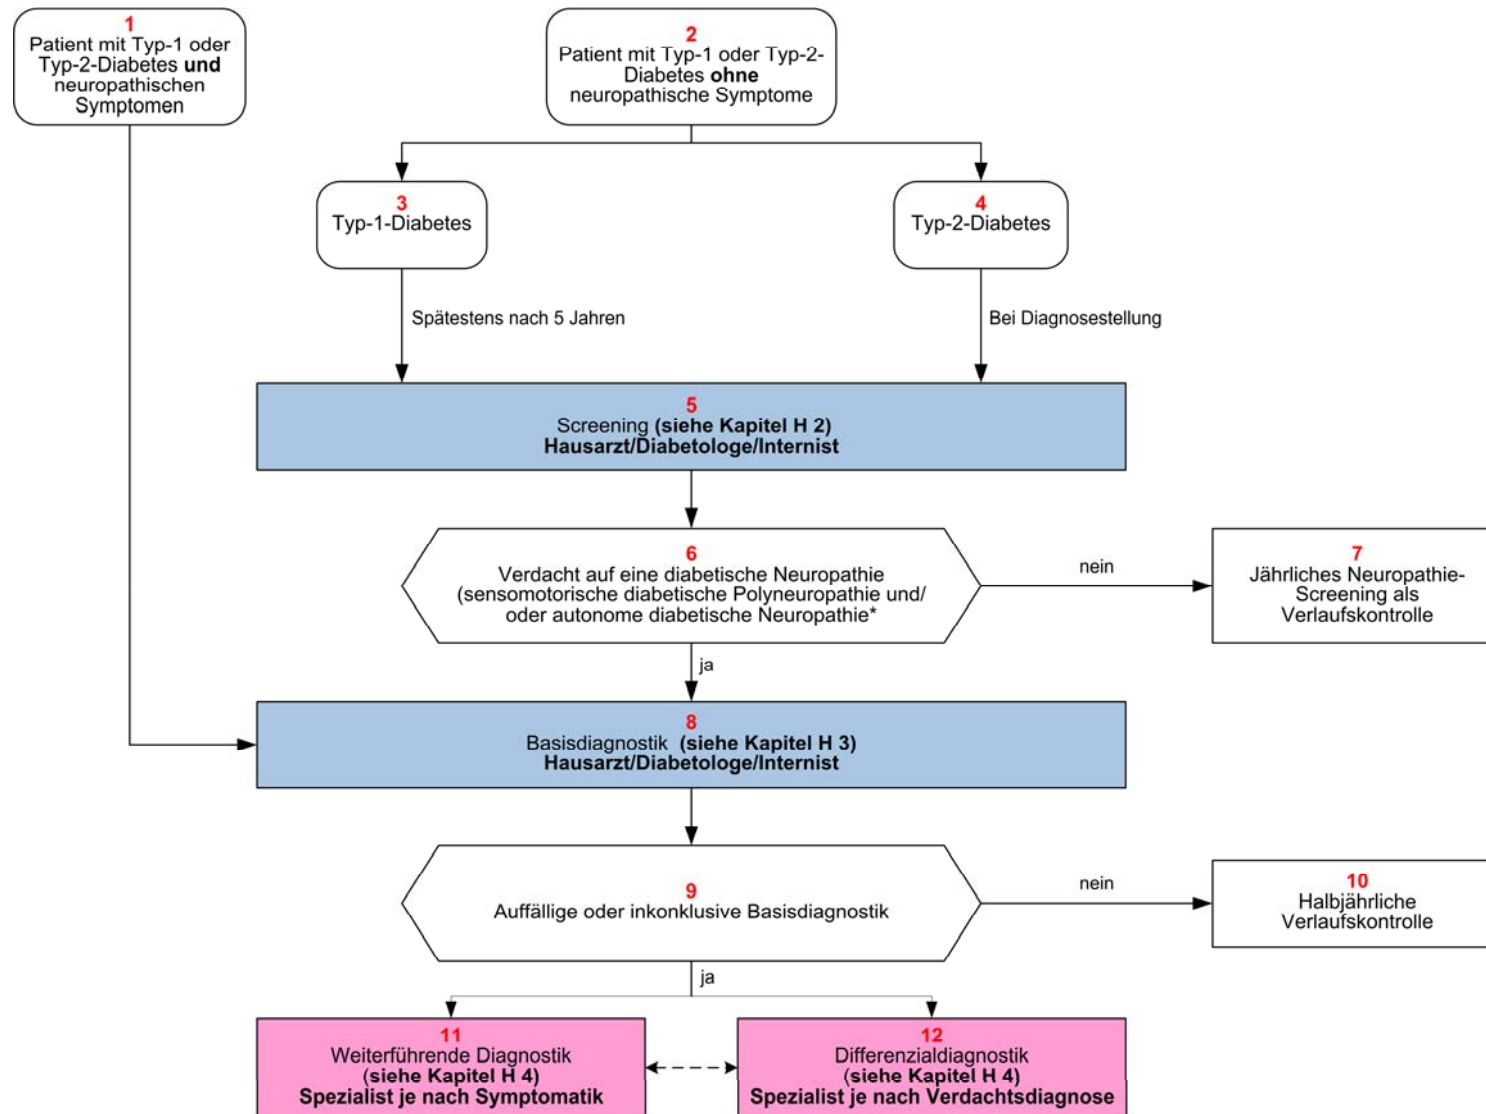 1
Patient mit Typ-1 oder
Typ-2-Diabetes und
neuropathischen
Symptomen
2
Patient mit Typ-1 oder Typ-2-
Diabetes ohne
neuropathische Symptome
3
Typ-1-Diabetes
4
Typ-2-Diabetes
Spätestens nach 5 Jahren
Bei Diagnosestellung
5
Screening (siehe Kapitel H 2)
Hausarzt/Diabetologe/Internist
6
Verdacht auf eine diabetische Neuropathie
(sensomotorische diabetische Polyneuropathie und/
oder autonome diabetische Neuropathie*
nein
7
Jährliches Neuropathie-
Screening als
Verlaufskontrolle
ja
8
Basisdiagnostik (siehe Kapitel H 3)
Hausarzt/Diabetologe/Internist
9
Auffällige oder inkonklusive Basisdiagnostik
nein
10
Halbjährliche
Verlaufskontrolle
ja
11
Weiterführende Diagnostik
(siehe Kapitel H 4)
Spezialist je nach Symptomatik
12
Differenzialdiagnostik
(siehe Kapitel H 4)
Spezialist je nach Verdachtsdiagnose